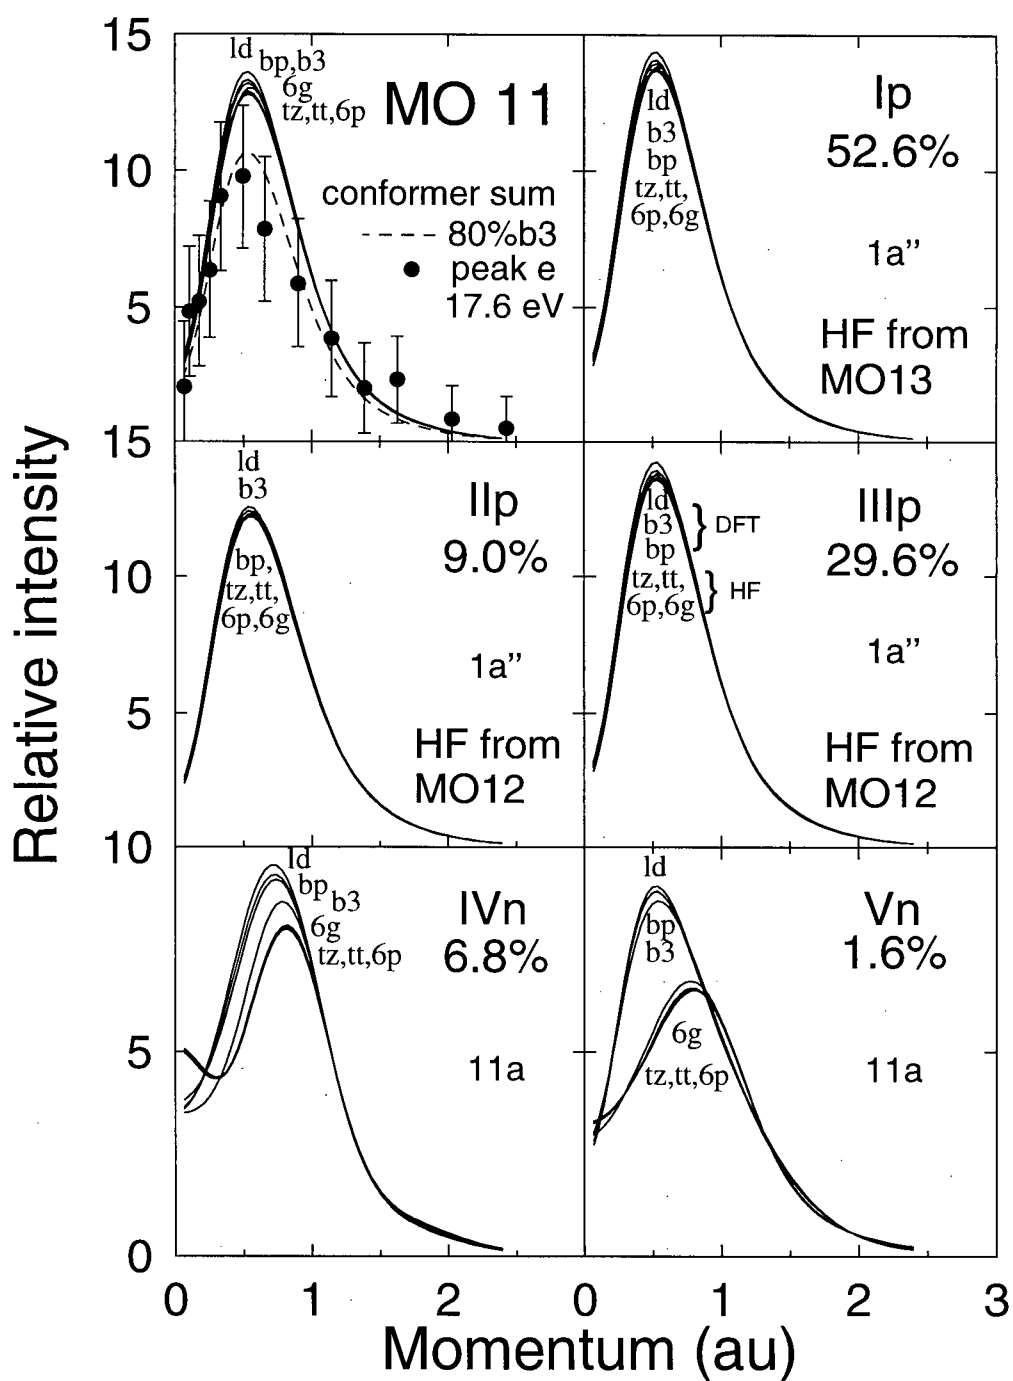 Relative intensity
15
10
5
15
10
5
10
5
0
ld
bp,b3
6g
tz,tt,6p
MO 11
conformer sum
80%b3
peak e
17.6 eV
ld
b3
bp
tz,tt,
6p,6g
Ip
52.6%
1a”
HF from
MO13
ld
b3
bp,
tz,tt,
6p,6g
IIp
9.0%
1a”
HF from
MO12
ld
b3
bp
tz,tt,
6p,6g
} DFT
} HF
IIIp
29.6%
1a”
HF from
MO12
ld
bp
b3
6g
tz,tt,6p
IVn
6.8%
11a
ld
bp
b3
6g
tz,tt,6p
Vn
1.6%
11a
0 1 2 0 1 2 3
Momentum (au)